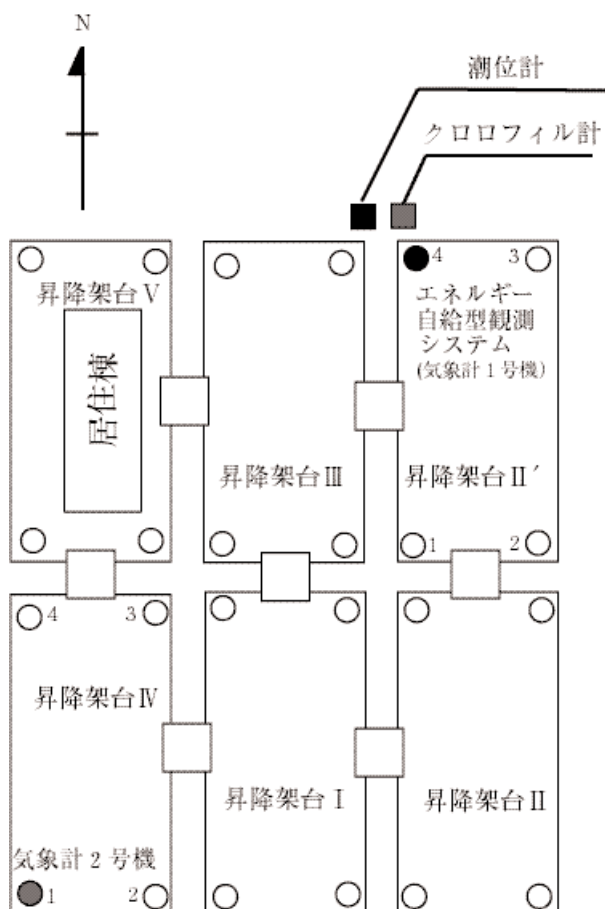 N
潮位計
クロロフィル計
昇降架台Ⅴ
居住棟
昇降架台Ⅲ
4 3
エネルギー
自給型観測
システム
(気象計1号機)
昇降架台Ⅱ´
1 2
4 3
昇降架台Ⅳ
昇降架台Ⅰ
昇降架台Ⅱ
気象計2号機
1 2